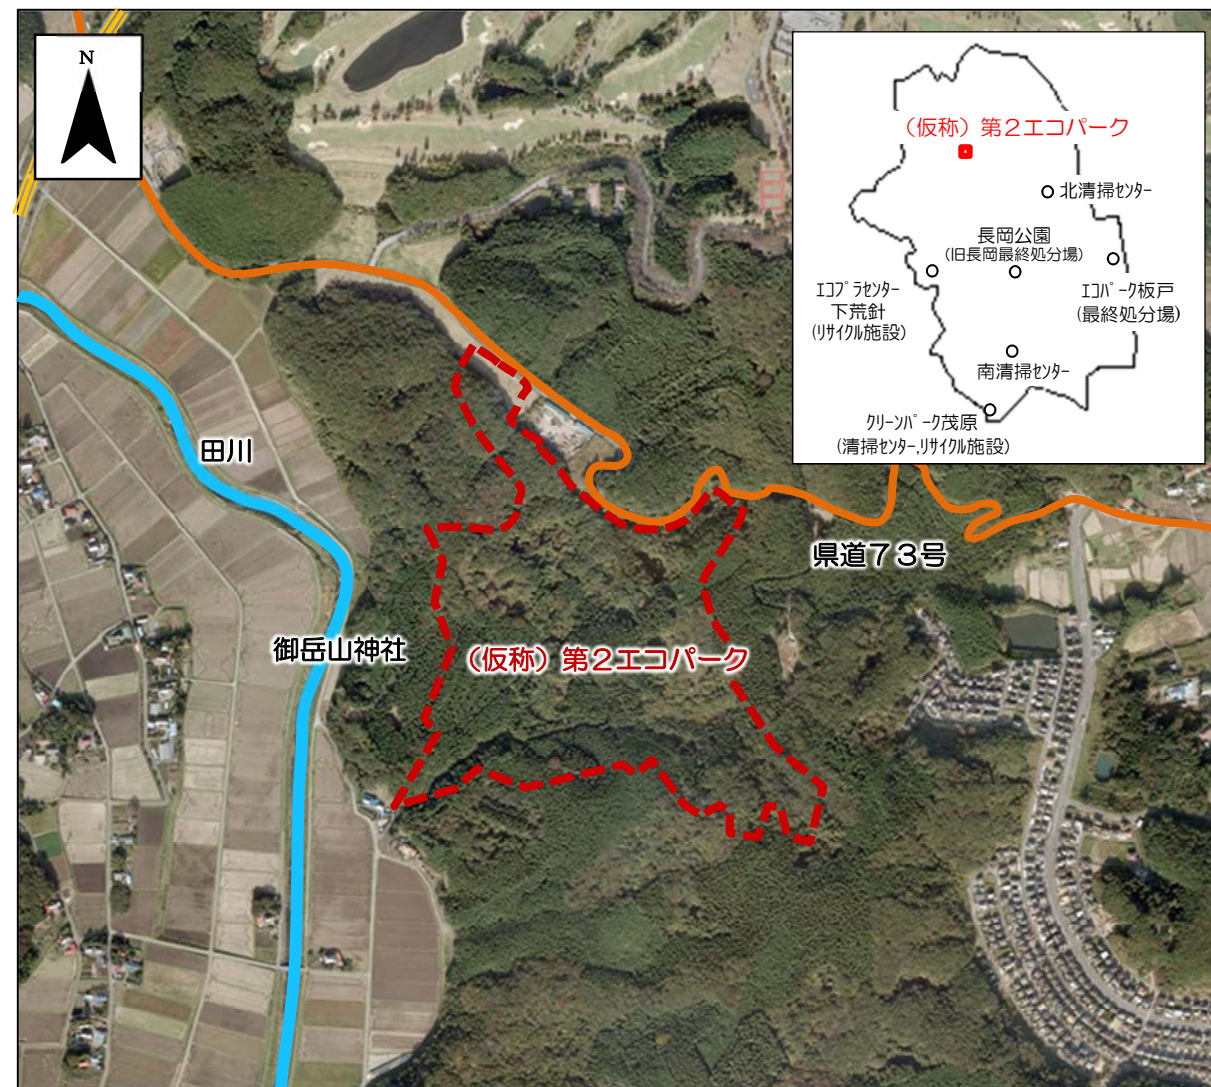 N
（仮称）第２エコパーク
北清掃ｾﾝﾀｰ
長岡公園
(旧長岡最終処分場)
ｴｺﾌﾟﾗｾﾝﾀｰ
下荒針
(ﾘｻｲｸﾙ施設)
ｴｺﾊﾟｰｸ板戸
(最終処分場)
南清掃ｾﾝﾀｰ
ｸﾘｰﾝﾊﾟｰｸ茂原
(清掃ｾﾝﾀｰ,ﾘｻｲｸﾙ施設)
田川
県道７３号
御岳山神社
（仮称）第２エコパーク